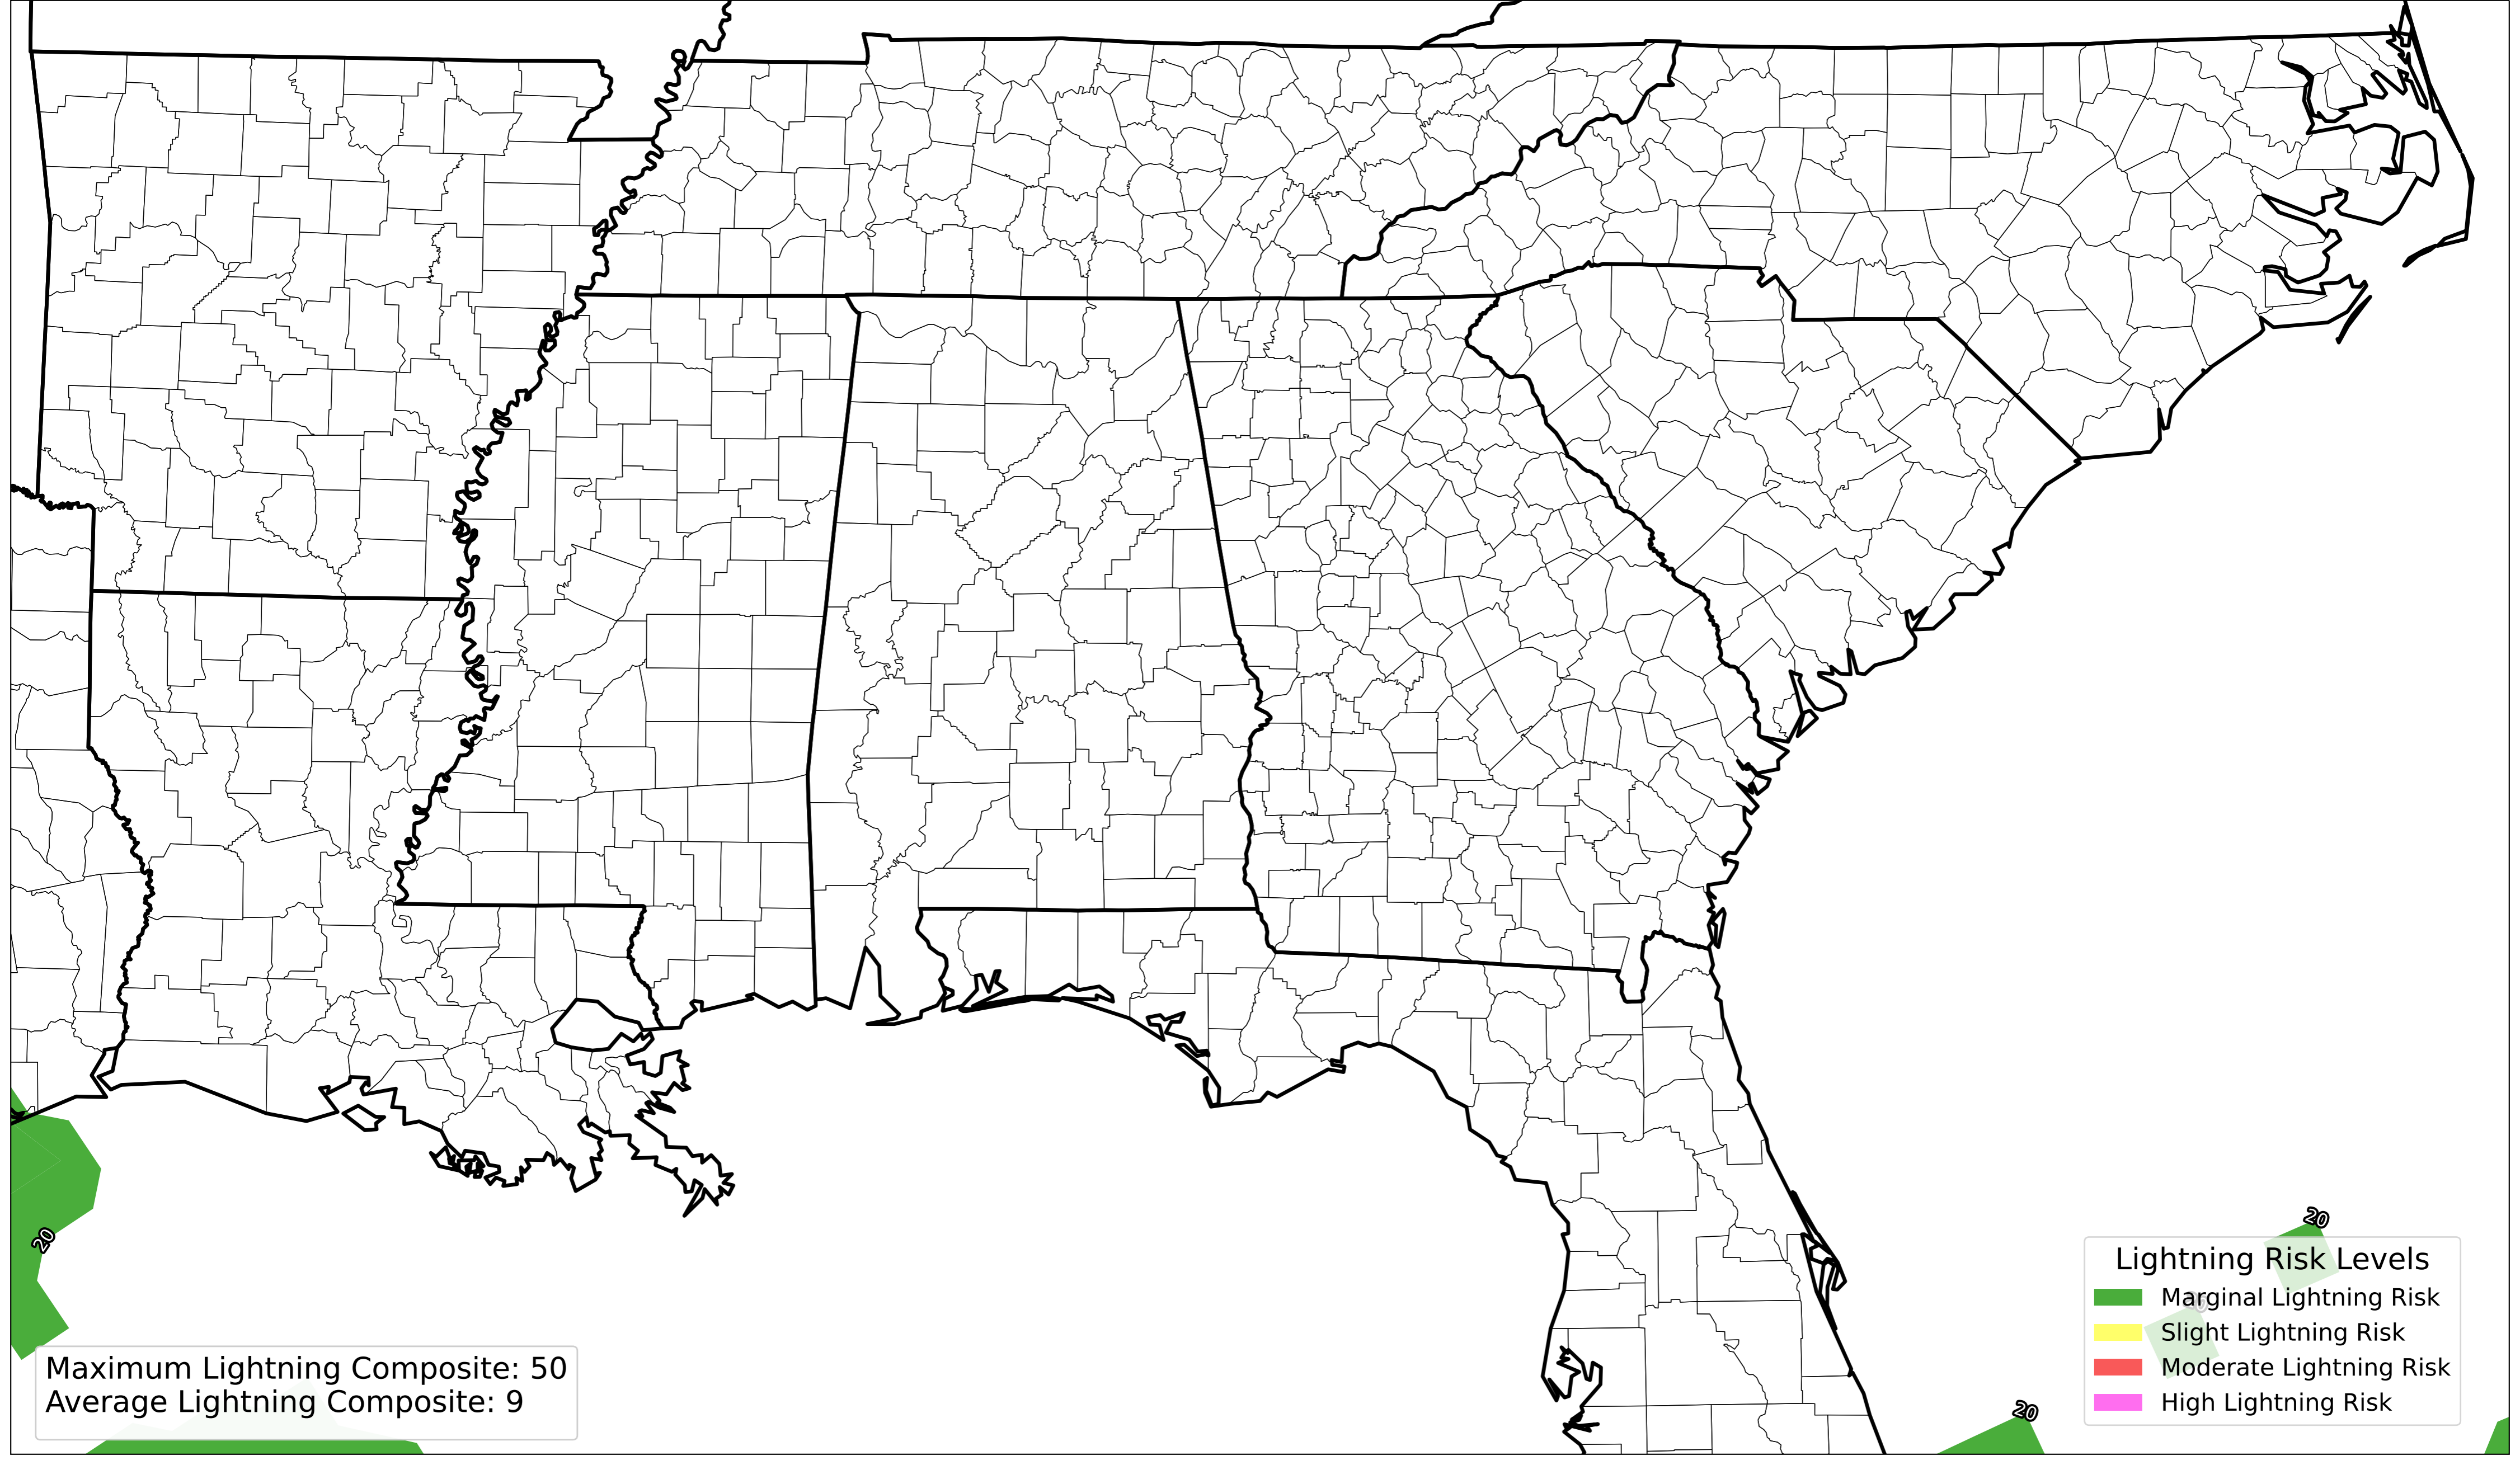 20
20
Lightning Risk Levels
Marginal Lightning Risk
Slight Lightning Risk
Moderate Lightning Risk
High Lightning Risk
Maximum Lightning Composite: 50
Average Lightning Composite: 9
20